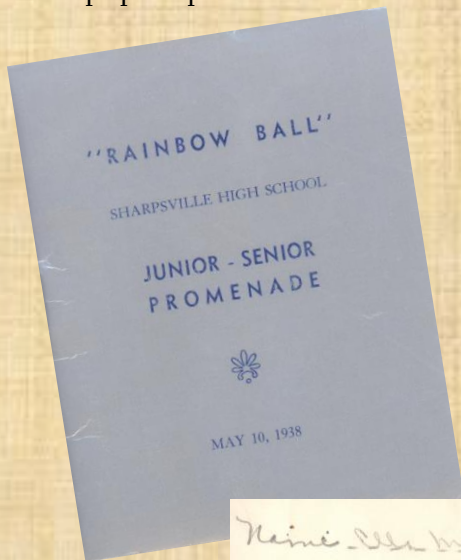 "RAINBOW BALL"
SHARPSVILLE HIGH SCHOOL
JUNIOR - SENIOR
PROMENADE
MAY 10, 1938